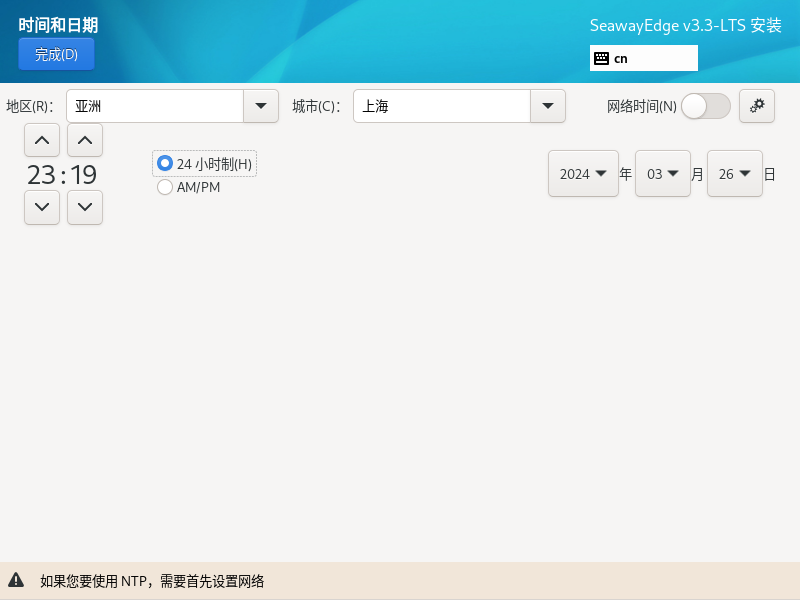 时间和日期
SeawayEdge v3.3-LTS 安装
完成(D)
cn
地区(R)： 亚洲 城市(C)： 上海 网络时间(N)
23:19
24 小时制(H)
AM/PM
2024 年 03 月 26 日
如果您要使用 NTP，需要首先设置网络